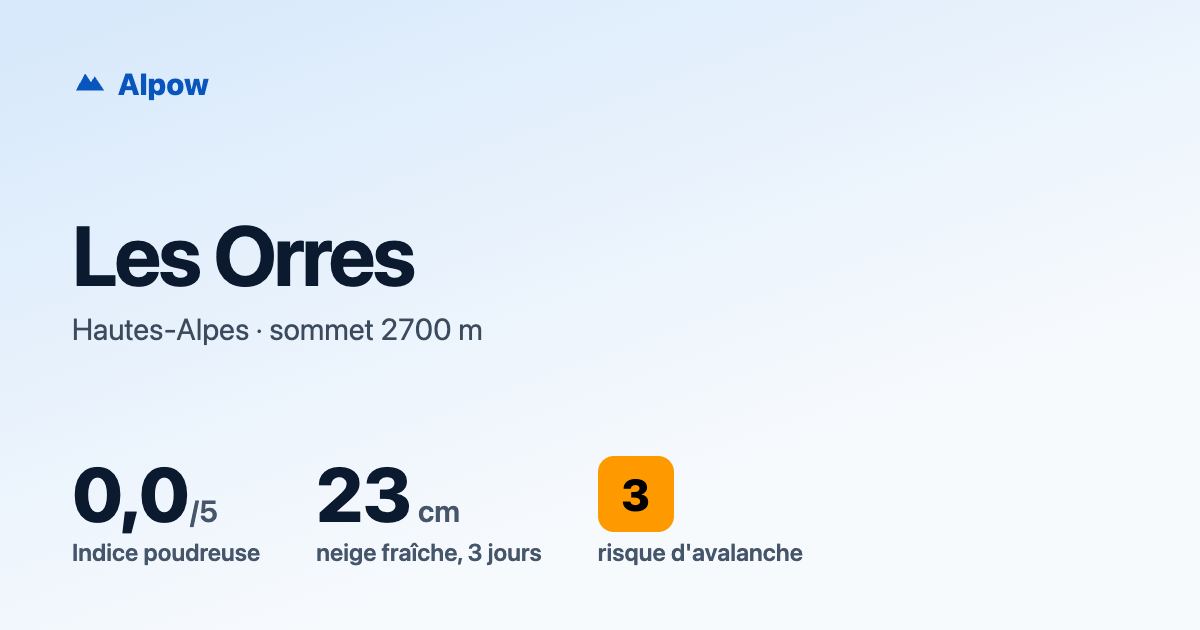 Alpow
Les Orres
Hautes-Alpes · sommet 2700 m
0,0/5
Indice poudreuse
23 cm
neige fraîche, 3 jours
3
risque d'avalanche